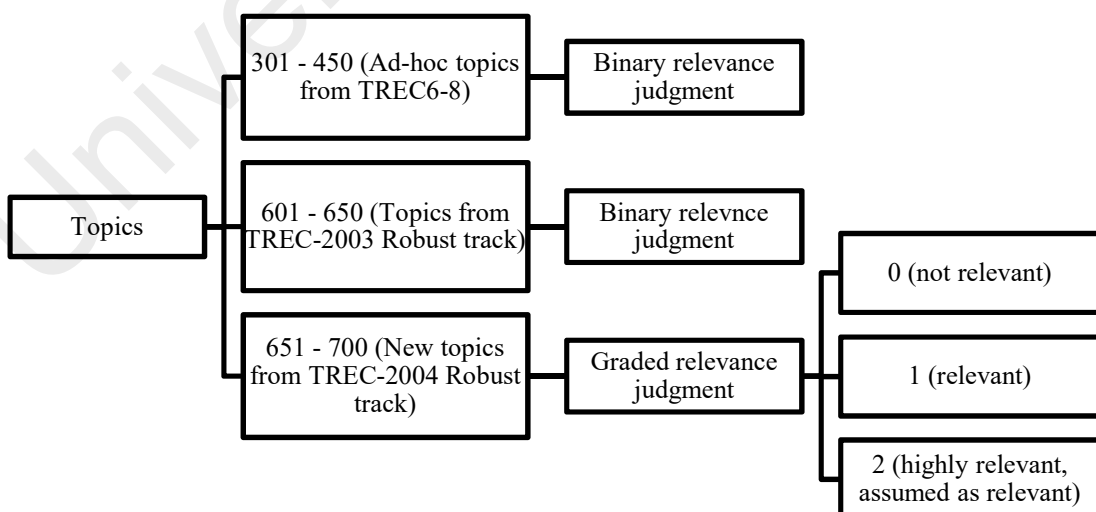 301 - 450 (Ad-hoc topics
from TREC6-8)
Binary relevance
judgment
Topics
601 - 650 (Topics from
TREC-2003 Robust track)
Binary relevnce
judgment
651 - 700 (New topics
from TREC-2004 Robust
track)
Graded relevance
judgment
0 (not relevant)
1 (relevant)
2 (highly relevant,
assumed as relevant)
Univer